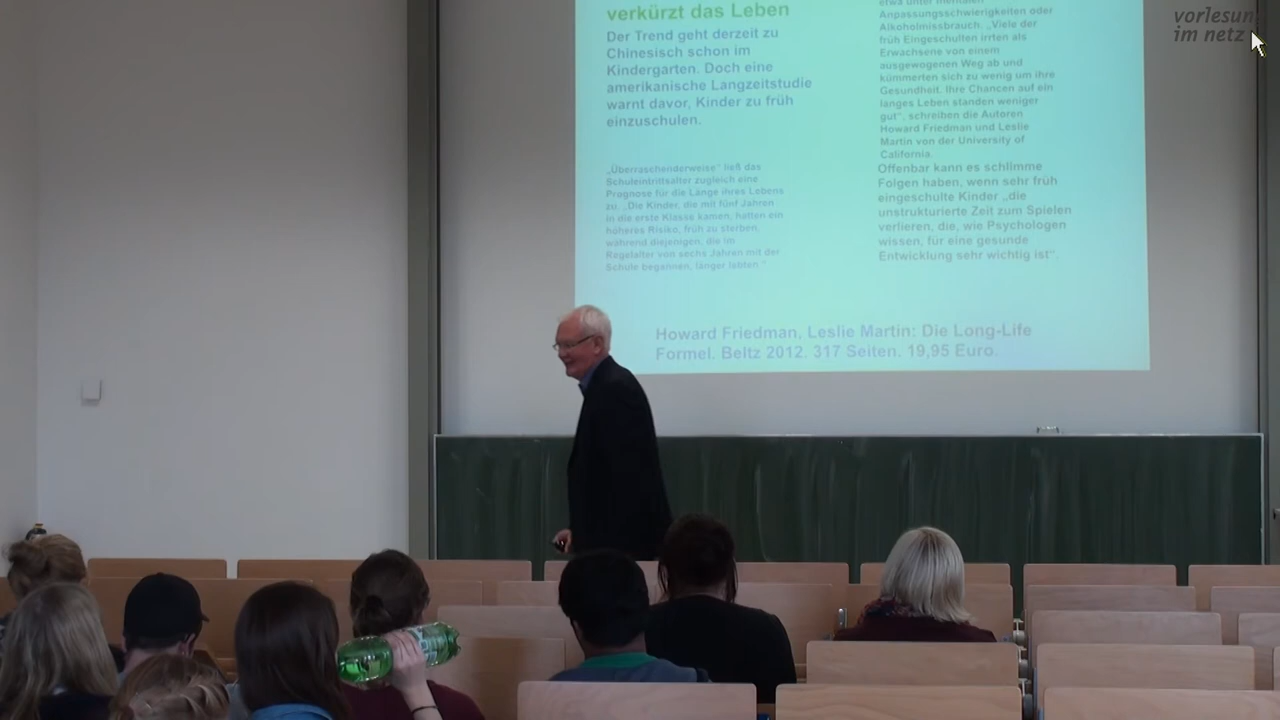 verkürzt das Leben
Der Trend geht derzeit zu
Chinesisch schon im
Kindergarten. Doch eine
amerikanische Langzeitstudie
warnt davor, Kinder zu früh
einzuschulen.
„Überraschenderweise“ ließ das
Schuleintrittsalter zugleich eine
Prognose für die Länge ihres Lebens
zu. „Die Kinder, die mit fünf Jahren
in die erste Klasse kamen, hatten ein
höheres Risiko, früh zu sterben,
während diejenigen, die im
Regelalter von sechs Jahren mit der
Schule begannen, länger lebten.“
etwa unter mentalen
Anpassungsschwierigkeiten oder
Alkoholmissbrauch. „Viele der
früh Eingeschulten irrten als
Erwachsene von einem
ausgewogenen Weg ab und
kümmerten sich zu wenig um ihre
Gesundheit. Ihre Chancen auf ein
langes Leben standen weniger
gut“, schreiben die Autoren
Howard Friedman und Leslie
Martin von der University of
California.
Offenbar kann es schlimme
Folgen haben, wenn sehr früh
eingeschulte Kinder „die
unstrukturierte Zeit zum Spielen
verlieren, die, wie Psychologen
wissen, für eine gesunde
Entwicklung sehr wichtig ist“.
Howard Friedman, Leslie Martin: Die Long-Life
Formel. Beltz 2012. 317 Seiten. 19,95 Euro.
vorlesun
im netz